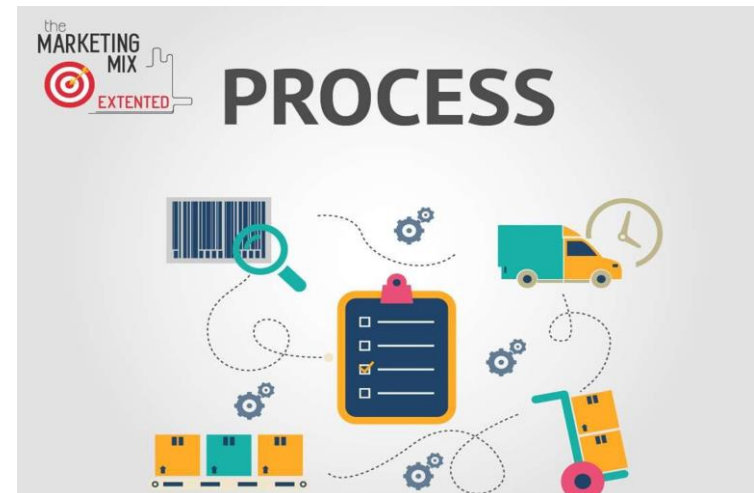 the
MARKETING
MIX
EXTENTED
PROCESS